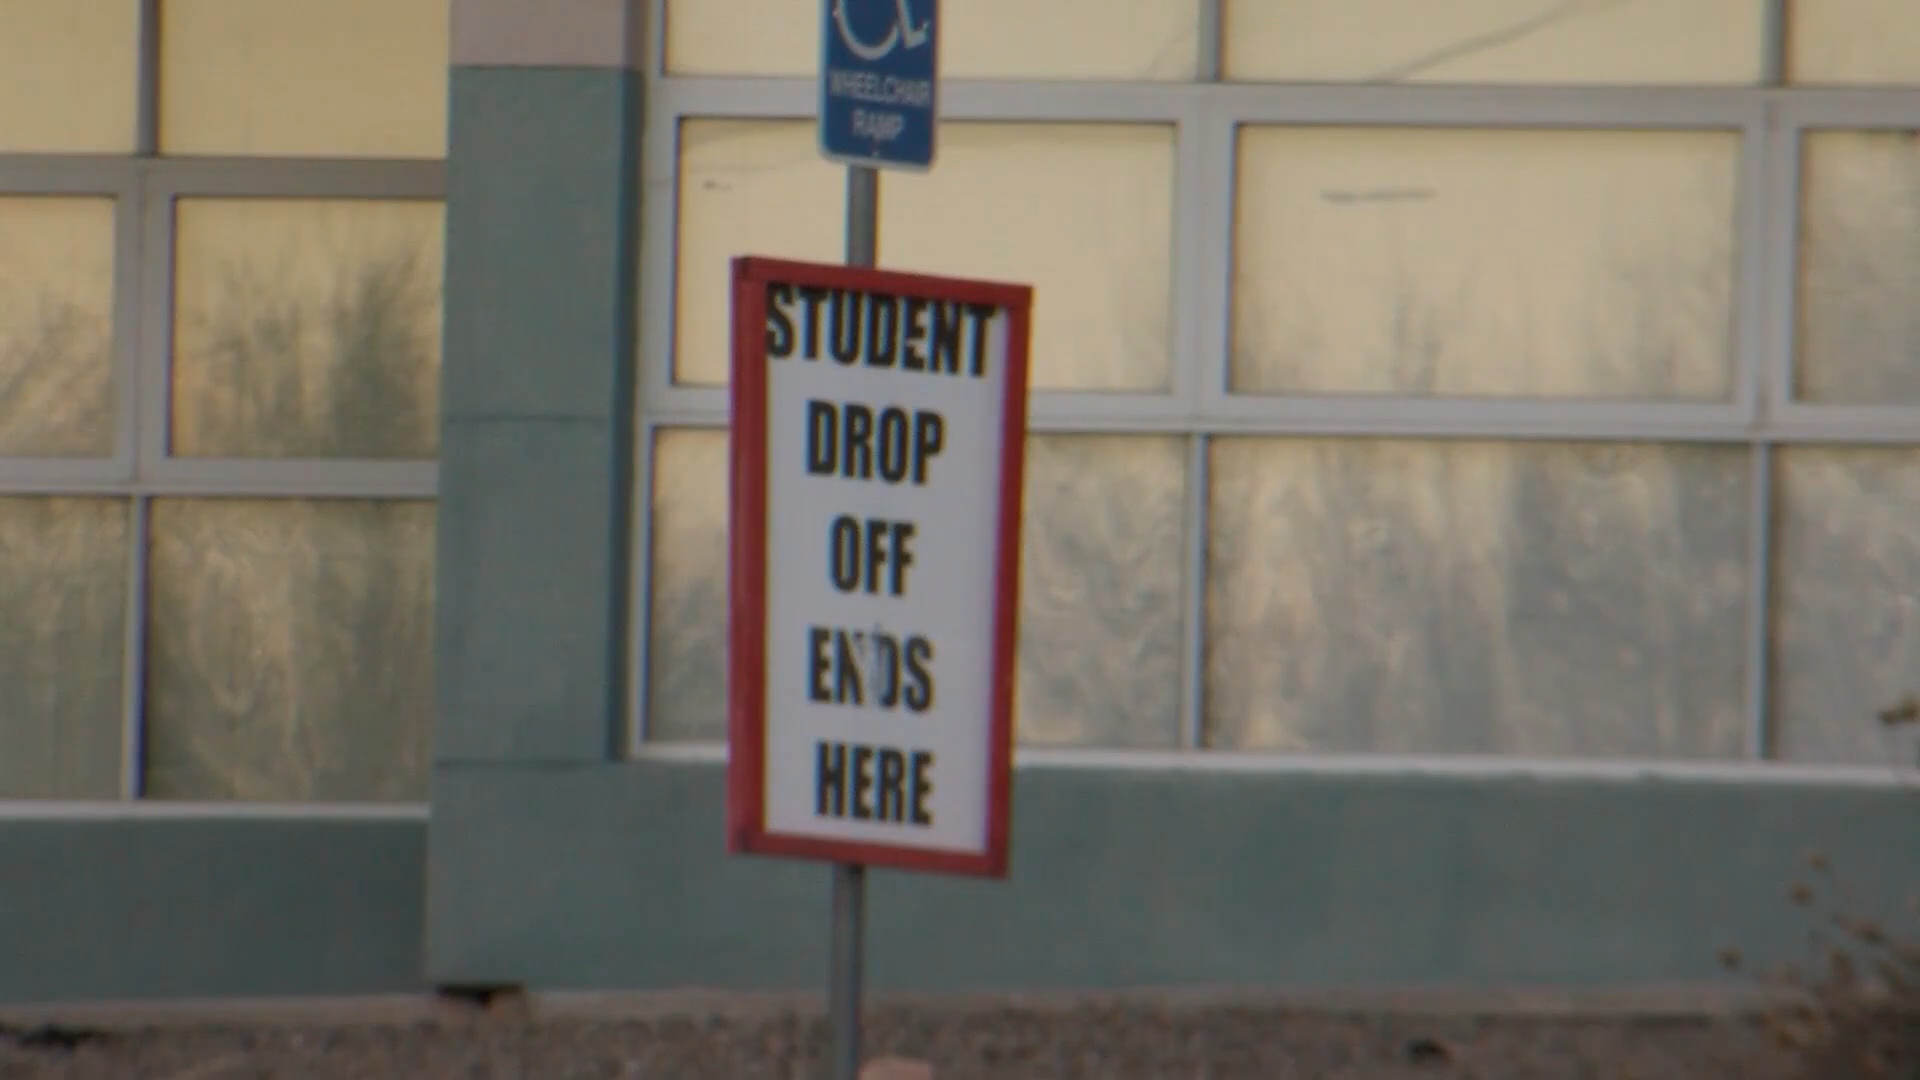 WHEELCHAIR
RAMP
STUDENT
DROP
OFF
ENDS
HERE